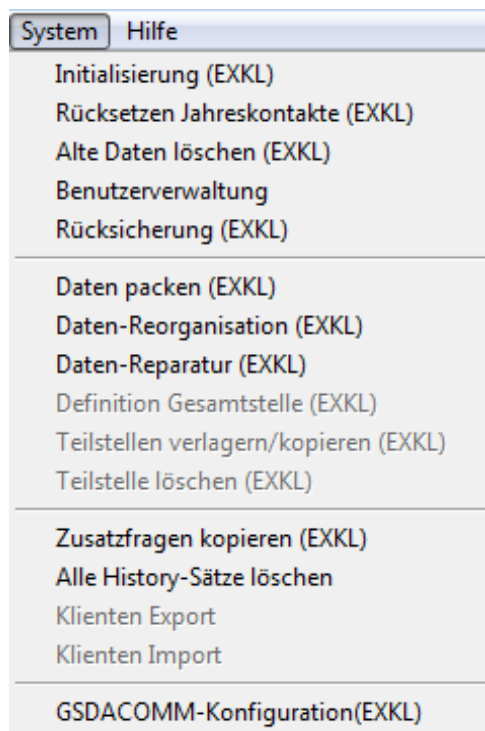 System Hilfe
Initialisierung (EXKL)
Rücksetzen Jahreskontakte (EXKL)
Alte Daten löschen (EXKL)
Benutzerverwaltung
Rücksicherung (EXKL)
Daten packen (EXKL)
Daten-Reorganisation (EXKL)
Daten-Reparatur (EXKL)
Definition Gesamtstelle (EXKL)
Teilstellen verlagern/kopieren (EXKL)
Teilstelle löschen (EXKL)
Zusatzfragen kopieren (EXKL)
Alle History-Sätze löschen
Klienten Export
Klienten Import
GSDACOMM-Konfiguration(EXKL)